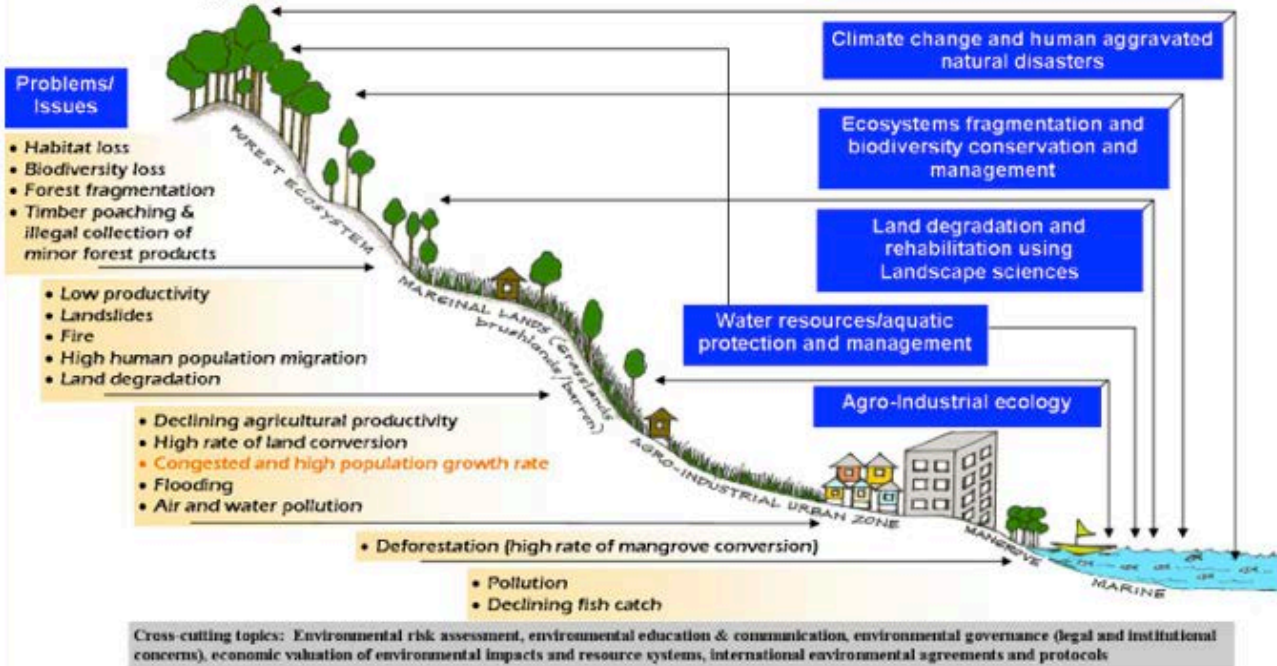 Problems/
Issues
• Habitat loss
• Biodiversity loss
• Forest fragmentation
• Timber poaching &
illegal collection of
minor forest products
• Low productivity
• Landslides
• Fire
• High human population migration
• Land degradation
• Declining agricultural productivity
• High rate of land conversion
• Congested and high population growth rate
• Flooding
• Air and water pollution
• Deforestation (high rate of mangrove conversion)
• Pollution
• Declining fish catch
FOREST ECOSYSTEM
MARGINAL LANDS (Grasslands
brushlands/barren)
AGRO-INDUSTRIAL URBAN ZONE
MANGROVE
MARINE
Climate change and human aggravated
natural disasters
Ecosystems fragmentation and
biodiversity conservation and
management
Land degradation and
rehabilitation using
Landscape sciences
Water resources/aquatic
protection and management
Agro-Industrial ecology
Cross-cutting topics: Environmental risk assessment, environmental education & communication, environmental governance (legal and institutional
concerns), economic valuation of environmental impacts and resource systems, international environmental agreements and protocols